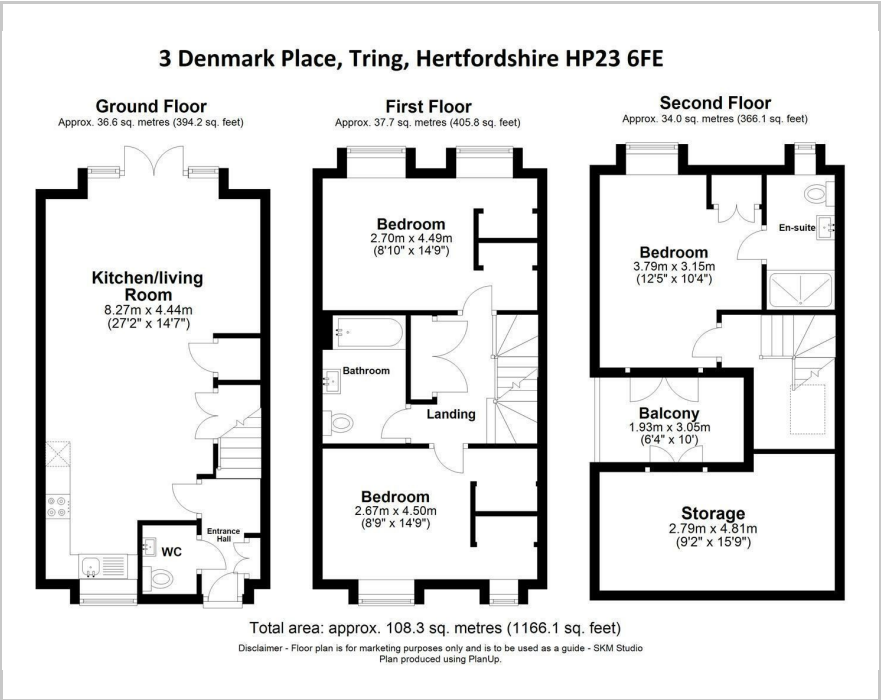 3 Denmark Place, Tring, Hertfordshire HP23 6FE
Ground Floor
Approx. 36.6 sq. metres (394.2 sq. feet)
Kitchen/living
Room
8.27m x 4.44m
(27'2" x 14'7")
WC
Entrance
Hall
First Floor
Approx. 37.7 sq. metres (405.8 sq. feet)
Bedroom
2.70m x 4.49m
(8'10" x 14'9")
Bathroom
Landing
Bedroom
2.67m x 4.50m
(8'9" x 14'9")
Second Floor
Approx. 34.0 sq. metres (366.1 sq. feet)
Bedroom
3.79m x 3.15m
(12'5" x 10'4")
En-suite
Balcony
1.93m x 3.05m
(6'4" x 10')
Storage
2.79m x 4.81m
(9'2" x 15'9")
Total area: approx. 108.3 sq. metres (1166.1 sq. feet)
Disclaimer - Floor plan is for marketing purposes only and is to be used as a guide - SKM Studio
Plan produced using PlanUp.